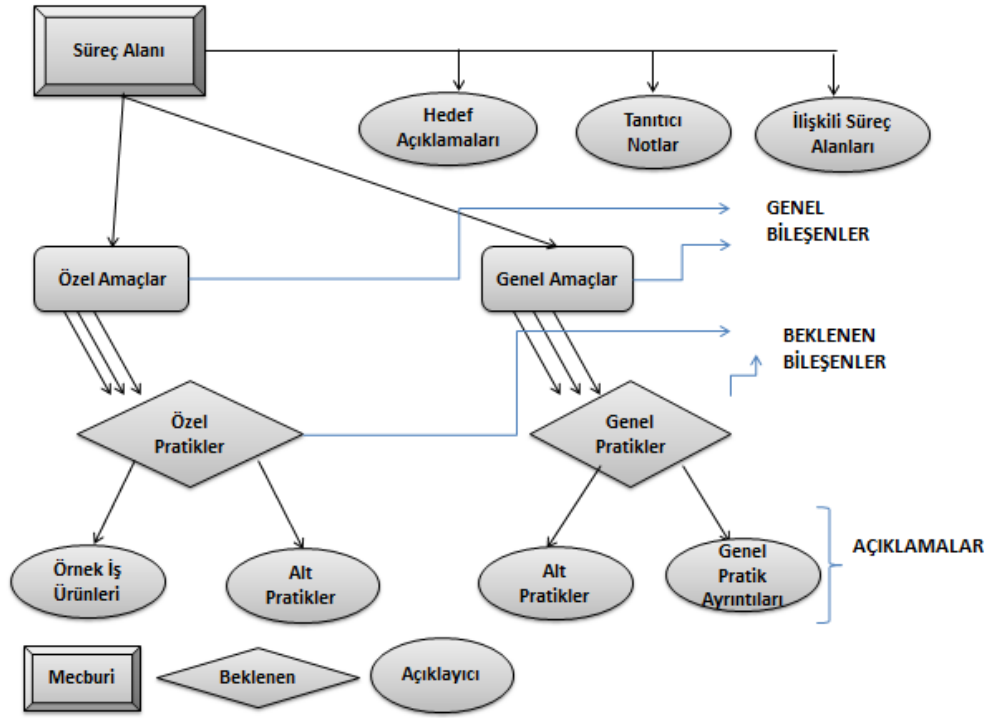 Süreç Alanı
Hedef
Açıklamaları
Tanıtıcı
Notlar
İlişkili Süreç
Alanları
GENEL
BİLEŞENLER
Özel Amaçlar
Genel Amaçlar
BEKLENEN
BİLEŞENLER
Özel
Pratikler
Genel
Pratikler
Örnek İş
Ürünleri
Alt
Pratikler
Alt
Pratikler
Genel
Pratik
Ayrıntıları
AÇIKLAMALAR
Mecburi
Beklenen
Açıklayıcı